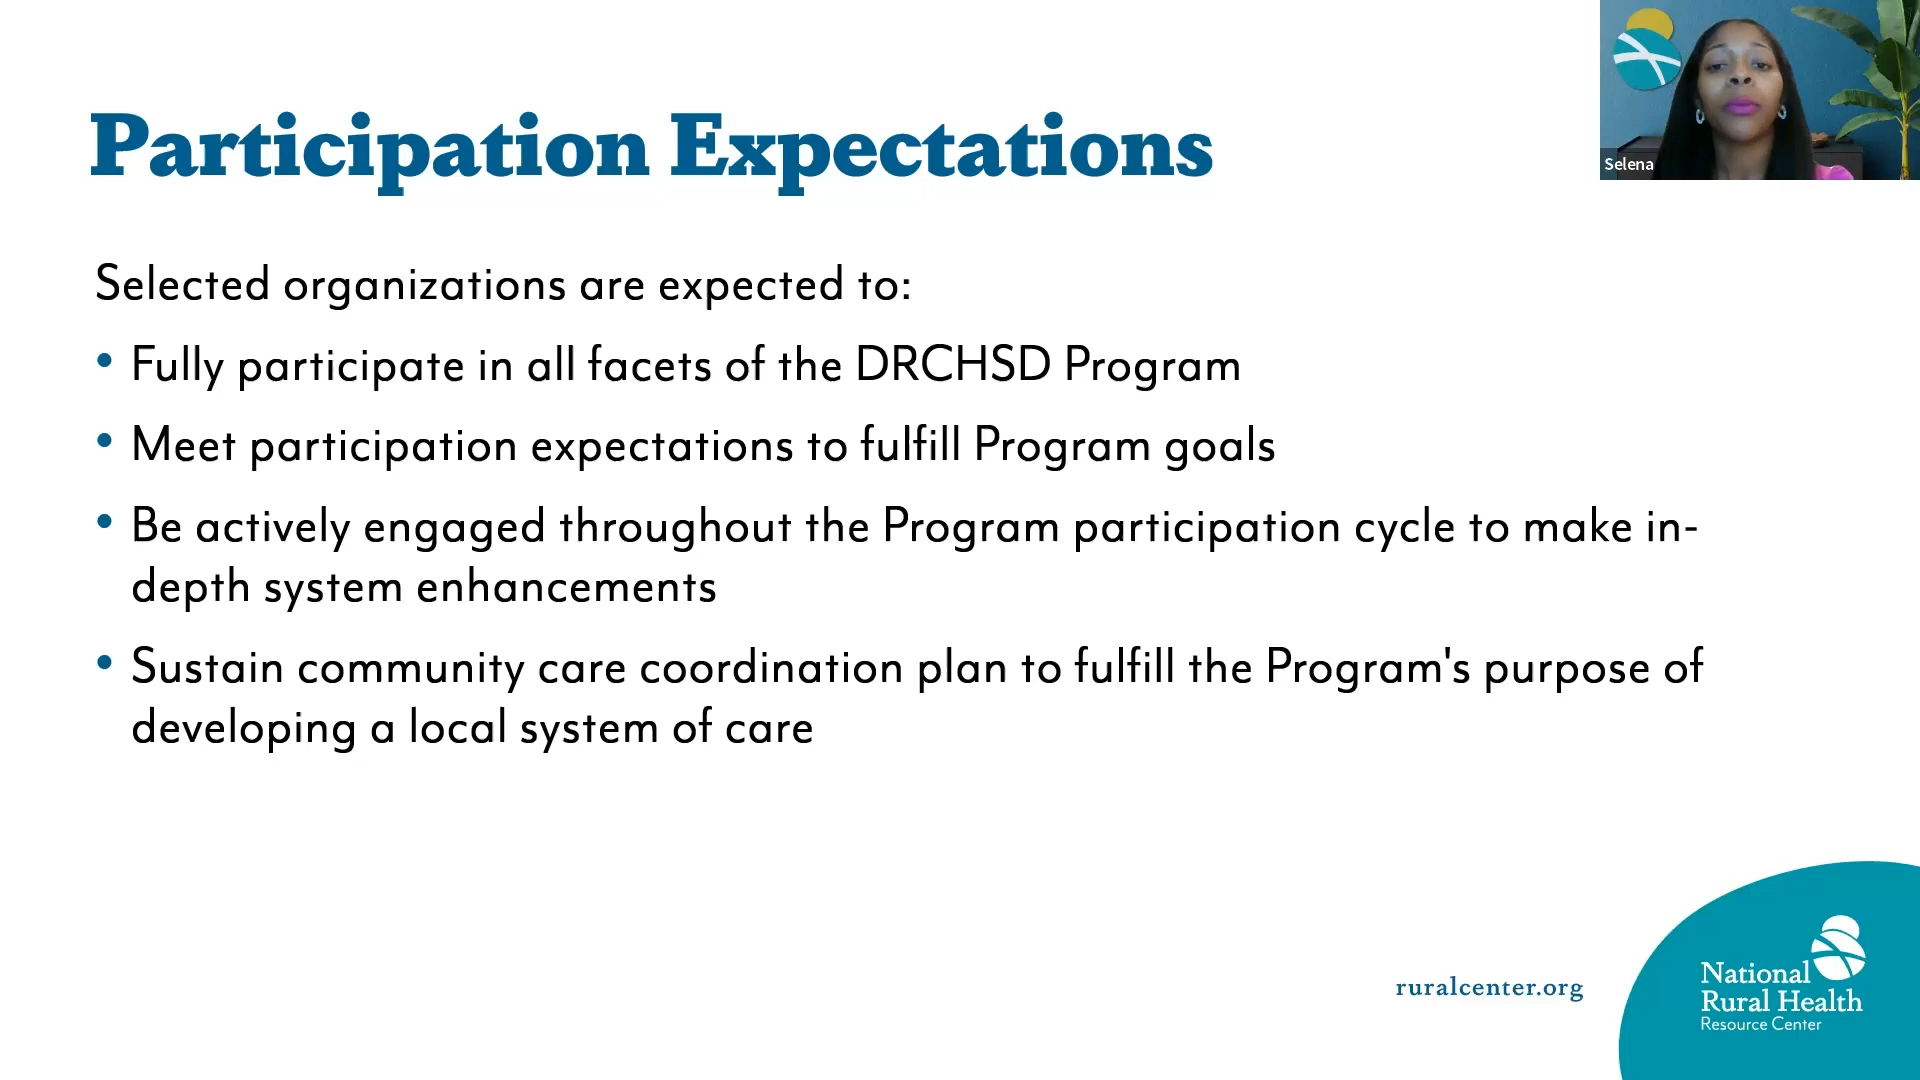 Participation Expectations
Selena
Selected organizations are expected to:
• Fully participate in all facets of the DRCHSD Program
• Meet participation expectations to fulfill Program goals
• Be actively engaged throughout the Program participation cycle to make in-
depth system enhancements
• Sustain community care coordination plan to fulfill the Program's purpose of
developing a local system of care
ruralcenter.org
National
Rural Health
Resource Center